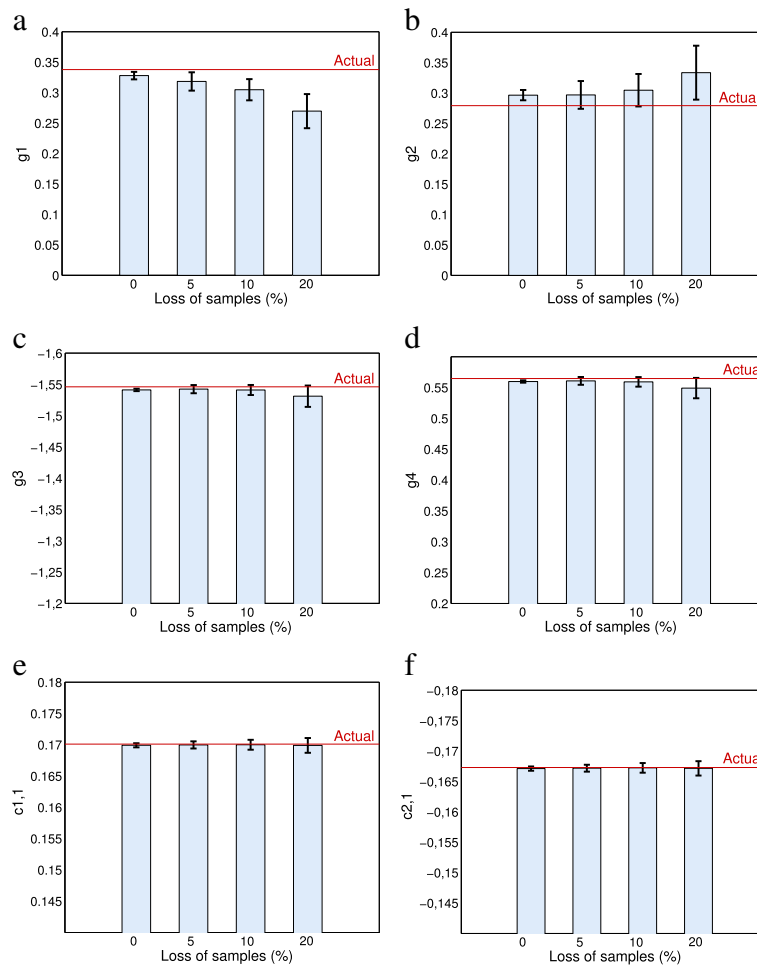 a
0.4
0.35
0.3
0.25
0.2
0.15
0.1
0.05
0
g1
Actual
0 5 10 20
Loss of samples (%)
b
0.4
0.35
0.3
0.25
0.2
0.15
0.1
0.05
0
g2
Actual
0 5 10 20
Loss of samples (%)
c
−1,6
−1,55
−1,5
−1,45
−1,4
−1,35
−1,3
−1,25
−1,2
g3
Actual
0 5 10 20
Loss of samples (%)
d
0.55
0.5
0.45
0.4
0.35
0.3
0.25
0.2
g4
Actual
0 5 10 20
Loss of samples (%)
e
0.18
0.175
0.17
0.165
0.16
0.155
0.15
0.145
c1,1
Actual
0 5 10 20
Loss of samples (%)
f
−0,18
−0,175
−0,17
−0,165
−0,16
−0,155
−0,15
−0,145
c2,1
Actual
0 5 10 20
Loss of samples (%)